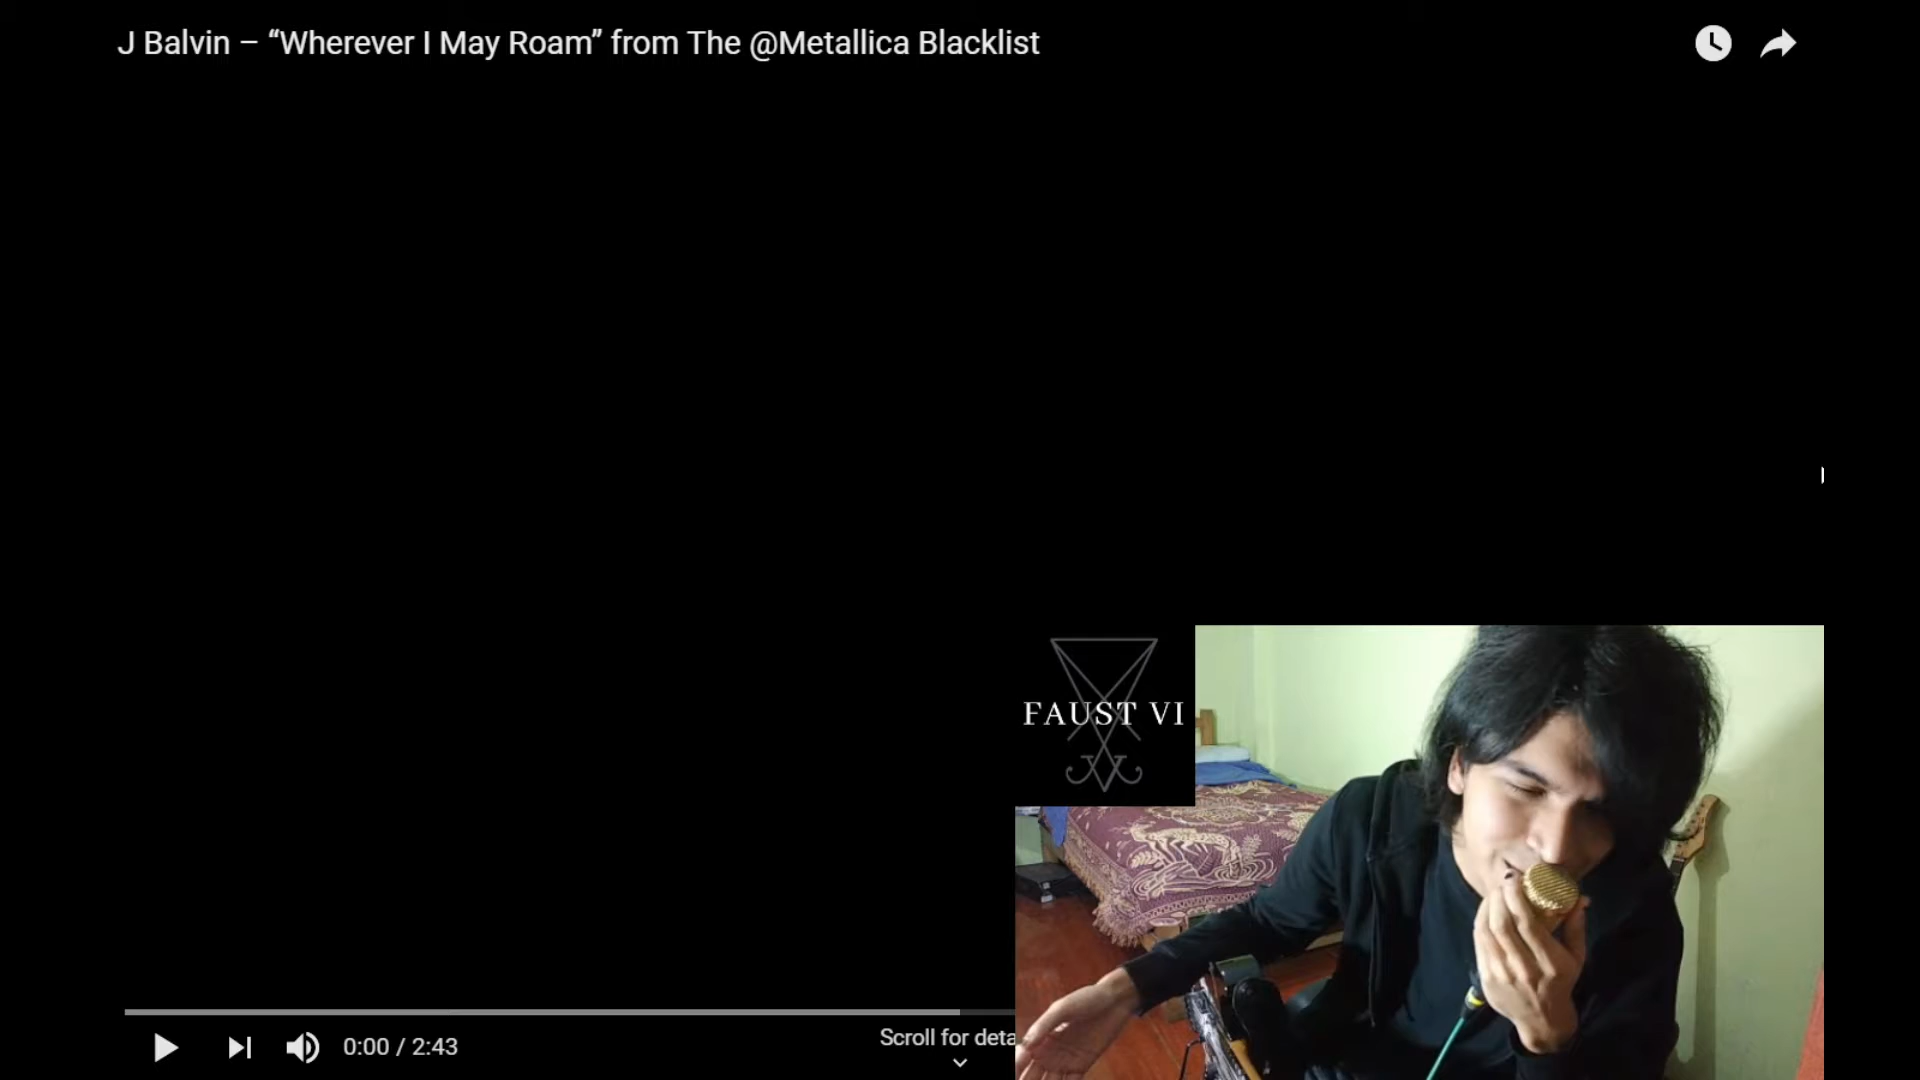 J Balvin – “Wherever I May Roam” from The @Metallica Blacklist
FAUST VI
Scroll for deta
0:00 / 2:43